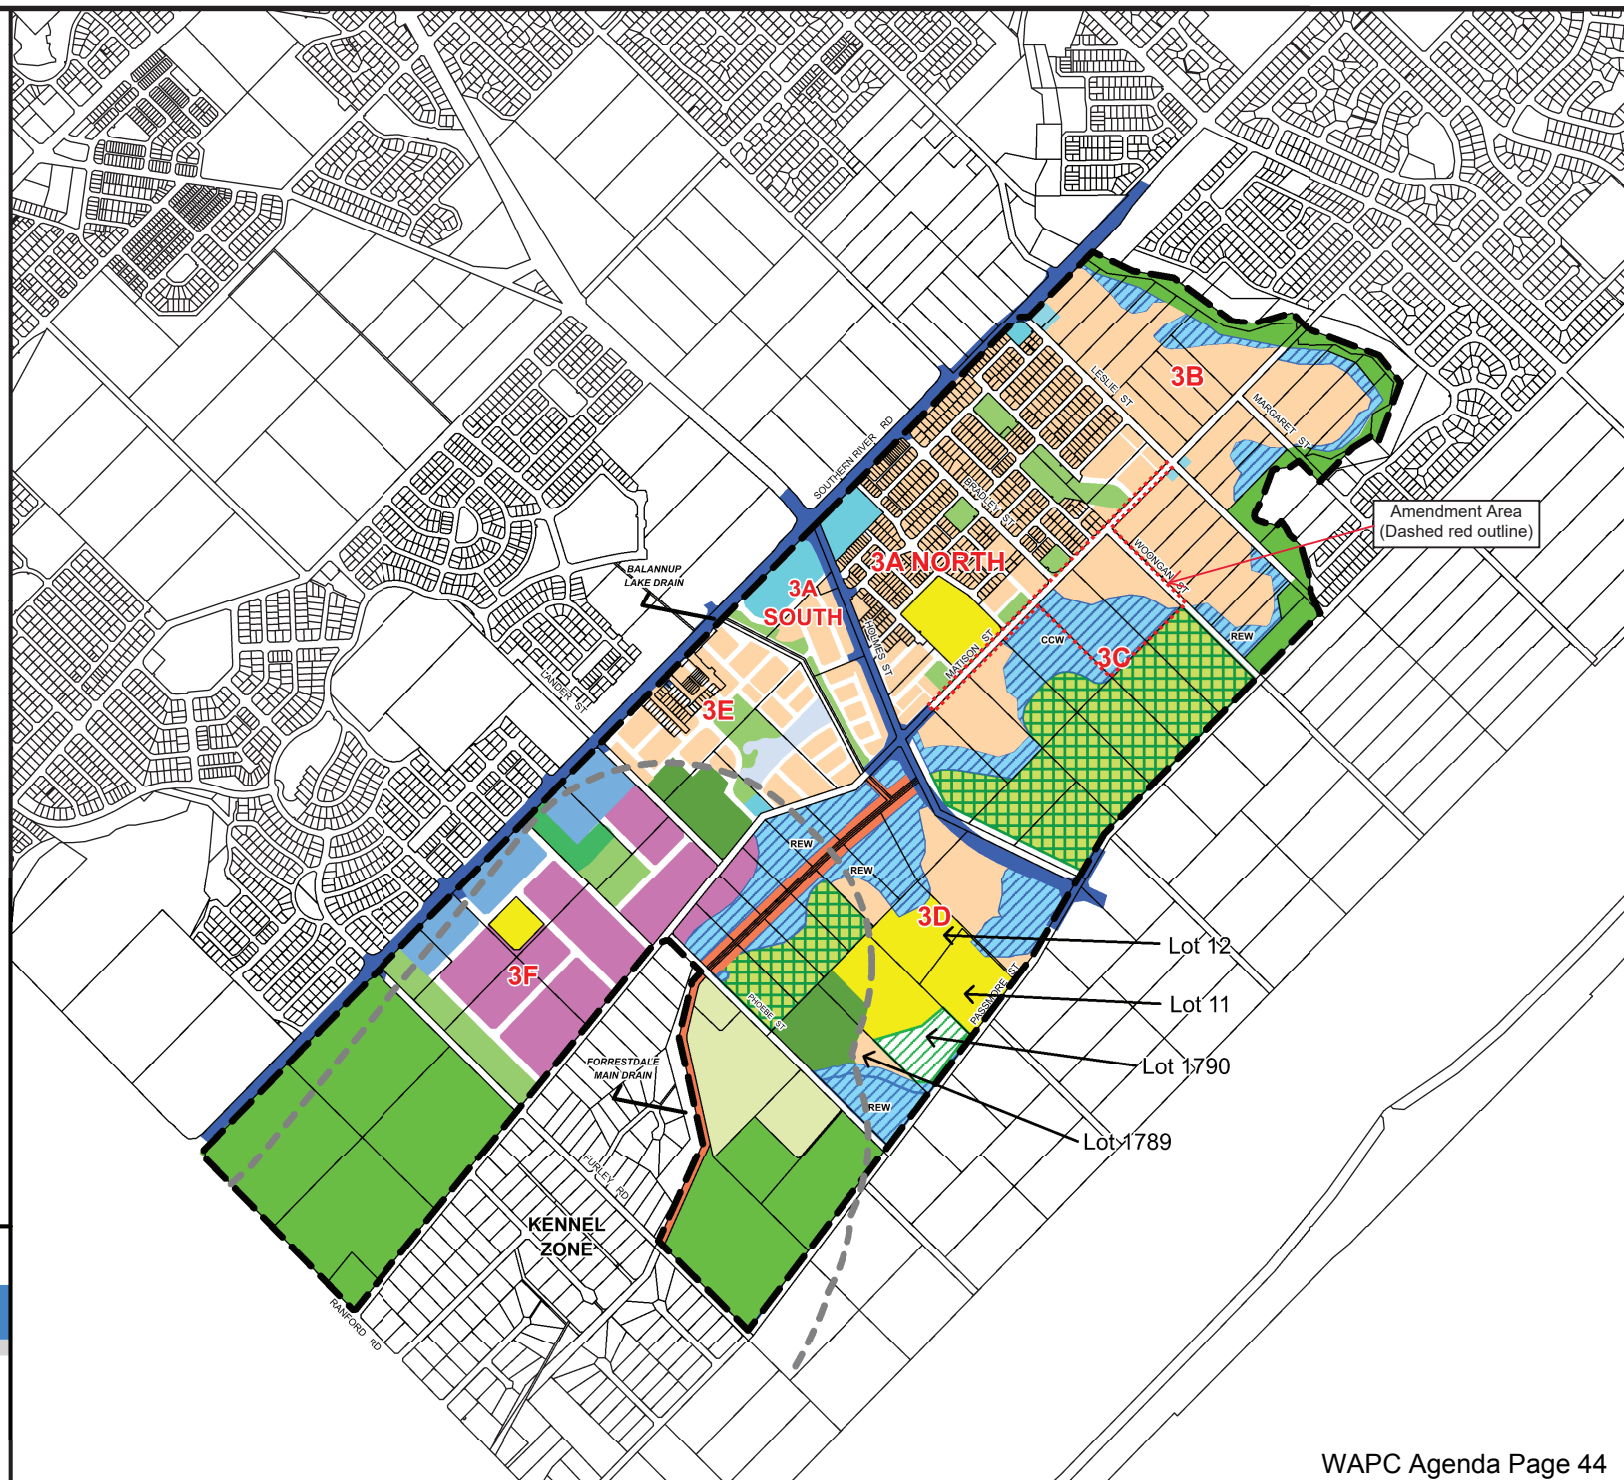 3B
LESLIE ST
MARGARET ST
SOUTHERN RIVER RD
BRADLEY ST
Amendment Area
(Dashed red outline)
WOONGAN ST
3A NORTH
BALANNUP
LAKE DRAIN
3A
SOUTH
HOLMES ST
MATISON ST
CCW
REW
3C
LANDER ST
3E
REW
REW
3D
Lot 12
3F
PASSMORE ST
Lot 11
PHOEBE ST
Lot 1790
FORRESTDALE
MAIN DRAIN
REW
Lot 1789
FURLEY RD
KENNEL
ZONE
RANFORD RD
WAPC Agenda Page 44